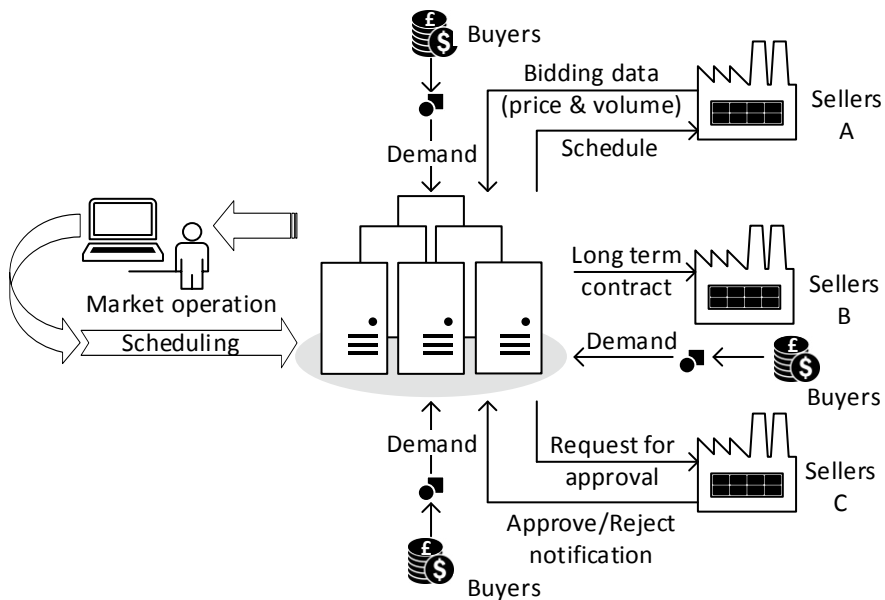 £
$
Buyers
Bidding data
(price & volume)
Sellers
A
Demand
Schedule
Market operation
Scheduling
Long term
contract
Sellers
B
Demand
£
$
Buyers
Demand
Request for
approval
Sellers
C
Approve/Reject
notification
£
$
Buyers